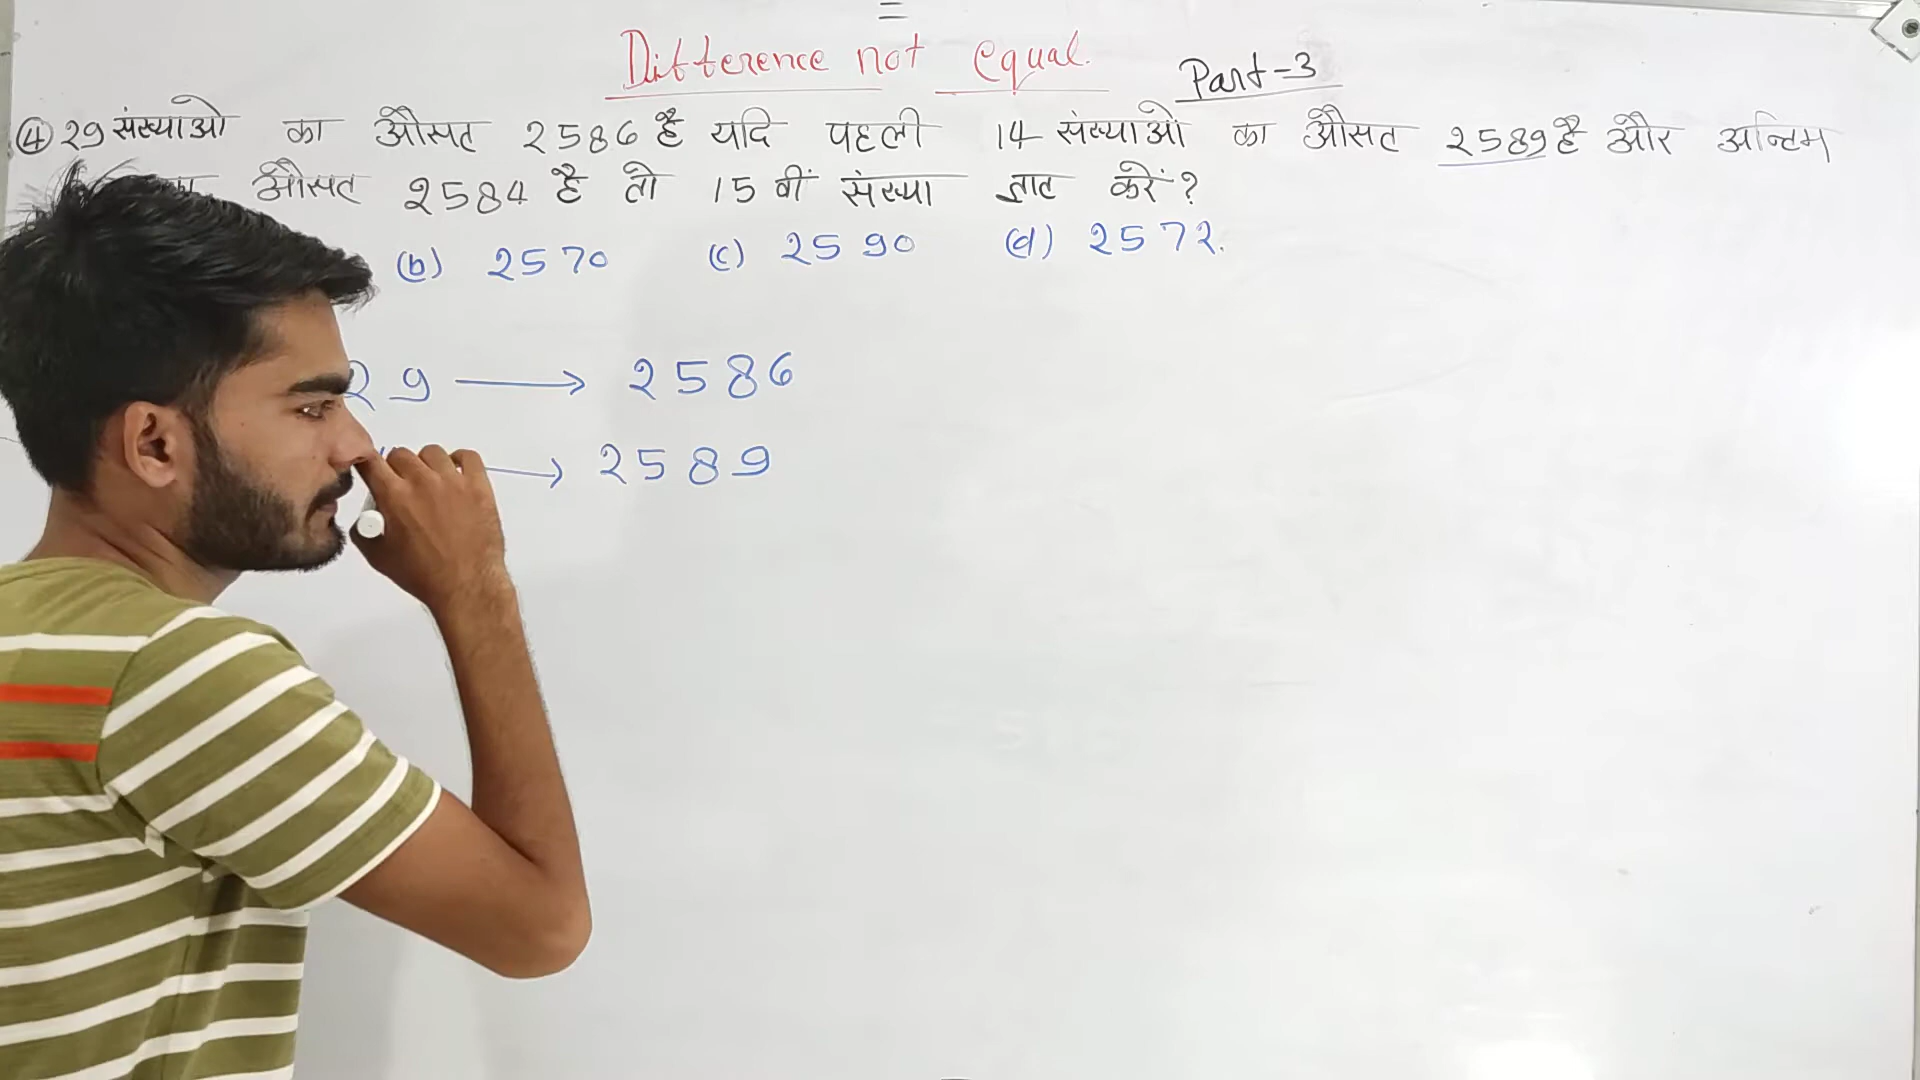 Difference not equal.
Part-3
④ 29 संख्याओ का औसत 2586 है यदि पहली 14 संख्याओ का औसत 2589 है और अन्तिम
का औसत 2584 है तो 15 वीं संख्या ज्ञात करें ?
(b) 2570 (c) 2590 (d) 2572.
29 → 2586
→ 2589